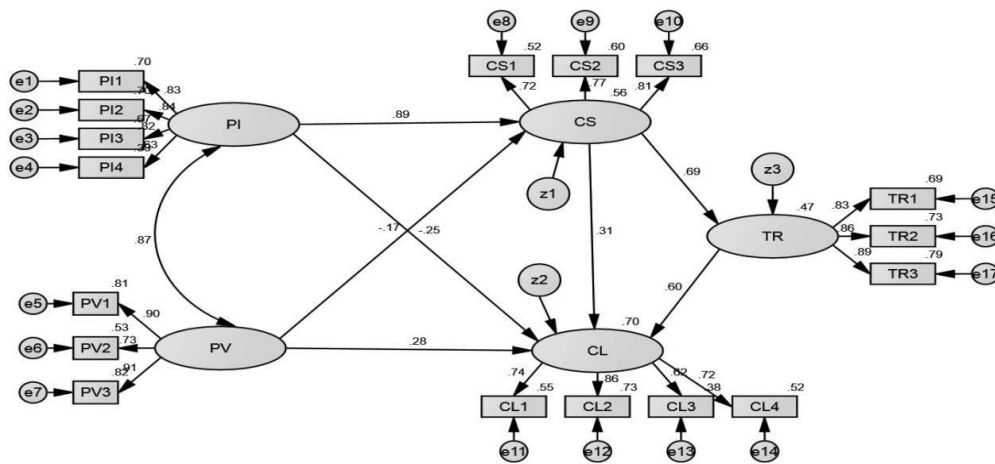 e8
e9
e10
.52
.60
.66
CS1
CS2
CS3
.72
.77
.81
.56
CS
z1
.70
e1
PI1
.83
e2
PI2
.84
e3
PI3
.32
e4
PI4
.63
PI
.89
.87
-.17
-.25
.31
.69
z3
.47
TR
.69
.83
TR1
e15
.73
.86
TR2
e16
.79
.89
TR3
e17
.60
z2
.81
e5
PV1
.90
.53
e6
PV2
.73
.91
e7
PV3
PV
.28
.70
CL
.74
.86
.62
.72
.55
.73
.38
.52
CL1
CL2
CL3
CL4
e11
e12
e13
e14